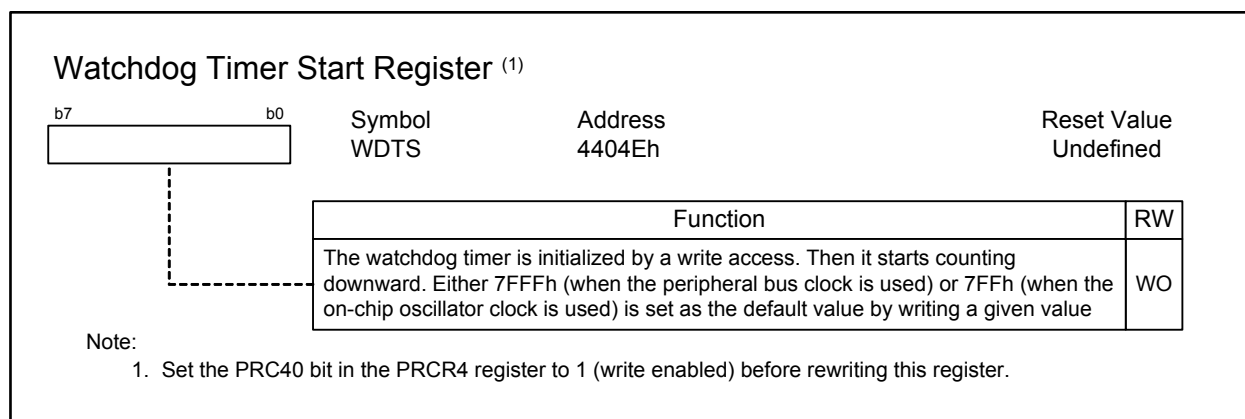 Watchdog Timer Start Register (1)
b7 b0 Symbol Address Reset Value
WDTS 4404Eh Undefined
Function RW
The watchdog timer is initialized by a write access. Then it starts counting
downward. Either 7FFFh (when the peripheral bus clock is used) or 7FFh (when the
on-chip oscillator clock is used) is set as the default value by writing a given value
WO
Note:
1. Set the PRC40 bit in the PRCR4 register to 1 (write enabled) before rewriting this register.